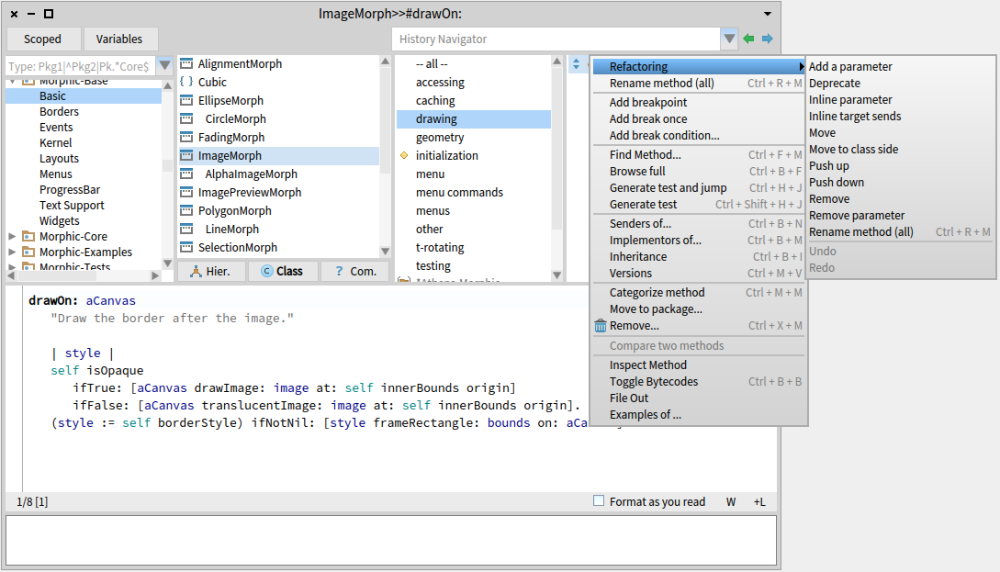 ImageMorph>>#drawOn:
Scoped
Variables
History Navigator
Type: Pkg1|^Pkg2|Pk.*Core$
Morphic-Base
Basic
Borders
Events
Kernel
Layouts
Menus
ProgressBar
Text Support
Widgets
Morphic-Core
Morphic-Examples
Morphic-Tests
AlignmentMorph
{ } Cubic
EllipseMorph
CircleMorph
FadingMorph
ImageMorph
AlphaImageMorph
ImagePreviewMorph
PolygonMorph
LineMorph
SelectionMorph
Hier.
C Class
? Com.
-- all --
accessing
caching
drawing
geometry
initialization
menu
menu commands
menus
other
t-rotating
testing
*Athens-Morphic
Refactoring
Rename method (all) Ctrl + R + M
Add breakpoint
Add break once
Add break condition...
Find Method... Ctrl + F + M
Browse full Ctrl + B + F
Generate test and jump Ctrl + H + J
Generate test Ctrl + Shift + H + J
Senders of... Ctrl + B + N
Implementors of... Ctrl + B + M
Inheritance Ctrl + B + I
Versions Ctrl + M + V
Categorize method Ctrl + M + M
Move to package...
Remove... Ctrl + X + M
Compare two methods
Inspect Method
Toggle Bytecodes Ctrl + B + B
File Out
Examples of ...
Add a parameter
Deprecate
Inline parameter
Inline target sends
Move
Move to class side
Push up
Push down
Remove
Remove parameter
Rename method (all) Ctrl + R + M
Undo
Redo
drawOn: aCanvas
"Draw the border after the image."
| style |
self isOpaque
ifTrue: [aCanvas drawImage: image at: self innerBounds origin]
ifFalse: [aCanvas translucentImage: image at: self innerBounds origin].
(style := self borderStyle) ifNotNil: [style frameRectangle: bounds on: aCa
1/8 [1]
Format as you read
W
+L